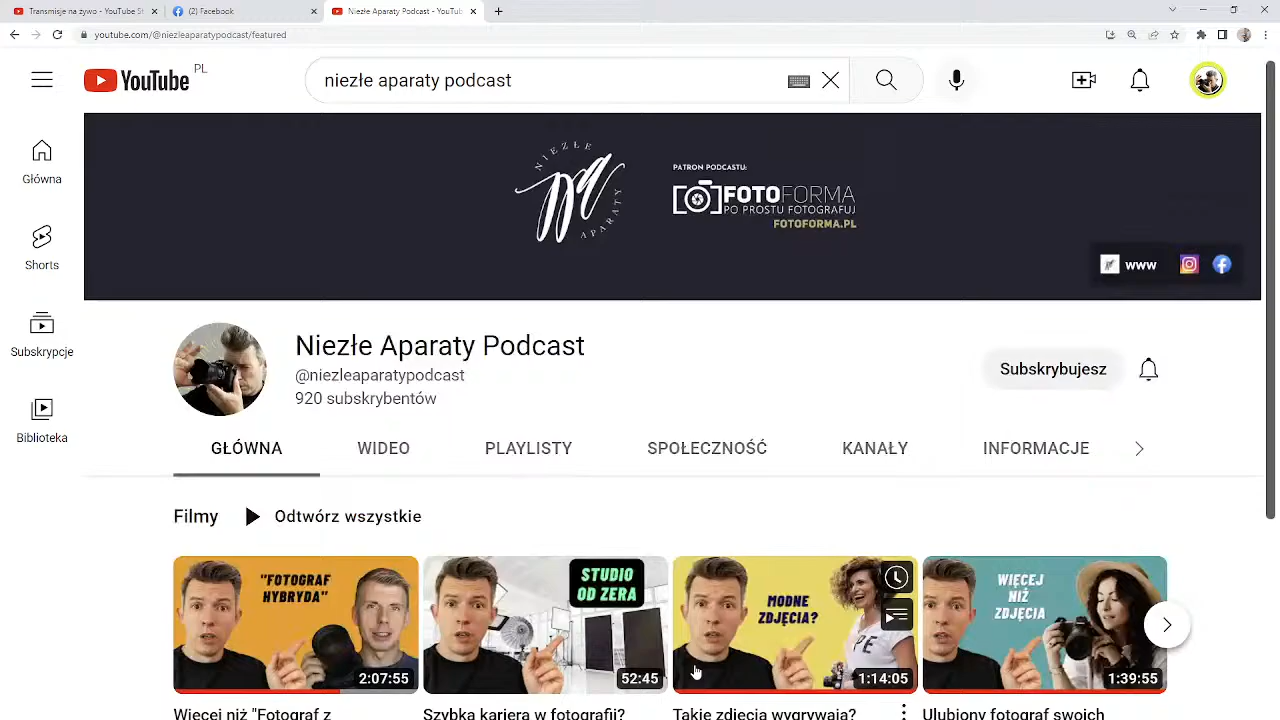 Transmisje na żywo - YouTube St
(2) Facebook
Niezłe Aparaty Podcast - YouTub
youtube.com/@niezleaparatypodcast/featured
YouTube PL
niezłe aparaty podcast
Główna
Shorts
Subskrypcje
Biblioteka
NIEZŁE
APARATY
PATRON PODCASTU:
FOTOFORMA
PO PROSTU FOTOGRAFUJ
FOTOFORMA.PL
www
Niezłe Aparaty Podcast
@niezleaparatypodcast
920 subskrybentów
Subskrybujesz
GŁÓWNA WIDEO PLAYLISTY SPOŁECZNOŚĆ KANAŁY INFORMACJE
Filmy Odtwórz wszystkie
"FOTOGRAF
HYBRYDA"
2:07:55
STUDIO
OD ZERA
52:45
MODNE
ZDJĘCIA?
1:14:05
WIĘCEJ
NIŻ
ZDJĘCIA
1:39:55
Więcej niż "Fotograf z
Szybka kariera w fotografii?
Takie zdjęcia wygrywają?
Ulubiony fotograf swoich